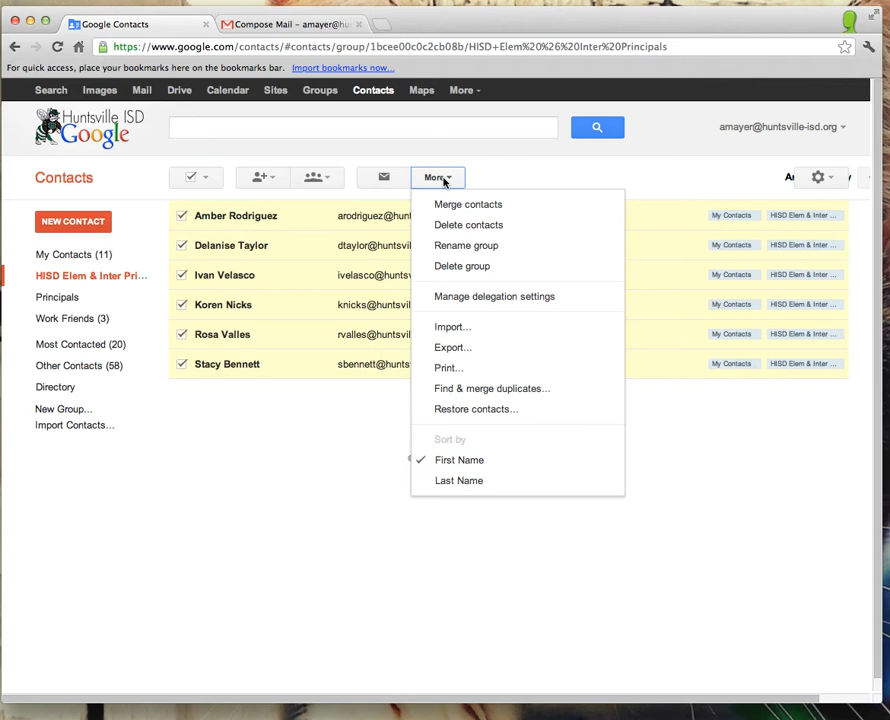 Google Contacts
Compose Mail - amayer@hun
https://www.google.com/contacts/#contacts/group/1bcee00c0c2cb08b/HISD+Elem%20%26%20Inter%20Principals
For quick access, place your bookmarks here on the bookmarks bar. Import bookmarks now...
Search Images Mail Drive Calendar Sites Groups Contacts Maps More
Huntsville ISD
Google
amayer@huntsville-isd.org
Contacts
More
NEW CONTACT
My Contacts (11)
HISD Elem & Inter Pri...
Principals
Work Friends (3)
Most Contacted (20)
Other Contacts (58)
Directory
New Group...
Import Contacts...
Amber Rodriguez arodriguez@hunt My Contacts HISD Elem & Inter ...
Delanise Taylor dtaylor@huntsvil My Contacts HISD Elem & Inter ...
Ivan Velasco ivelasco@huntsv My Contacts HISD Elem & Inter ...
Koren Nicks knicks@huntsvil My Contacts HISD Elem & Inter ...
Rosa Valles rvalles@huntsvil My Contacts HISD Elem & Inter ...
Stacy Bennett sbennett@hunts My Contacts HISD Elem & Inter ...
Merge contacts
Delete contacts
Rename group
Delete group
Manage delegation settings
Import...
Export...
Print...
Find & merge duplicates...
Restore contacts...
Sort by
First Name
Last Name